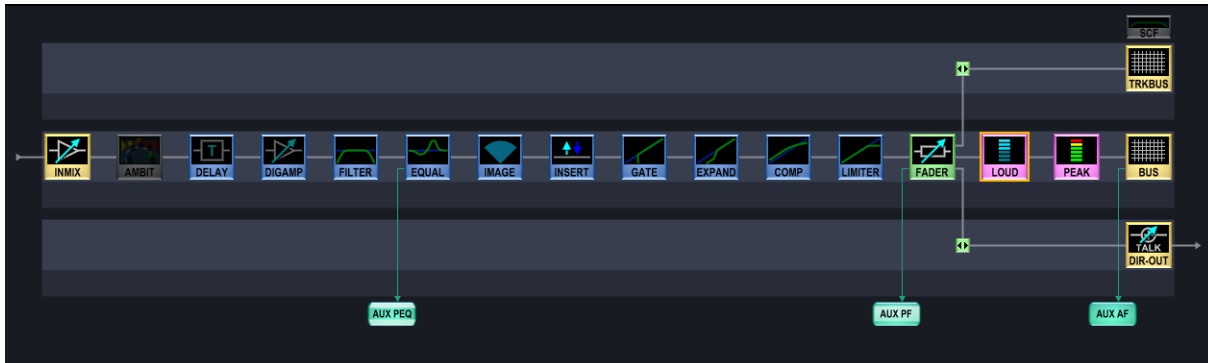 SCF
TRKBUS
INMIX AMBIT T DELAY DIGAMP FILTER EQUAL IMAGE INSERT GATE EXPAND COMP LIMITER FADER LOUD PEAK BUS
TALK
DIR-OUT
AUX PEQ AUX PF AUX AF